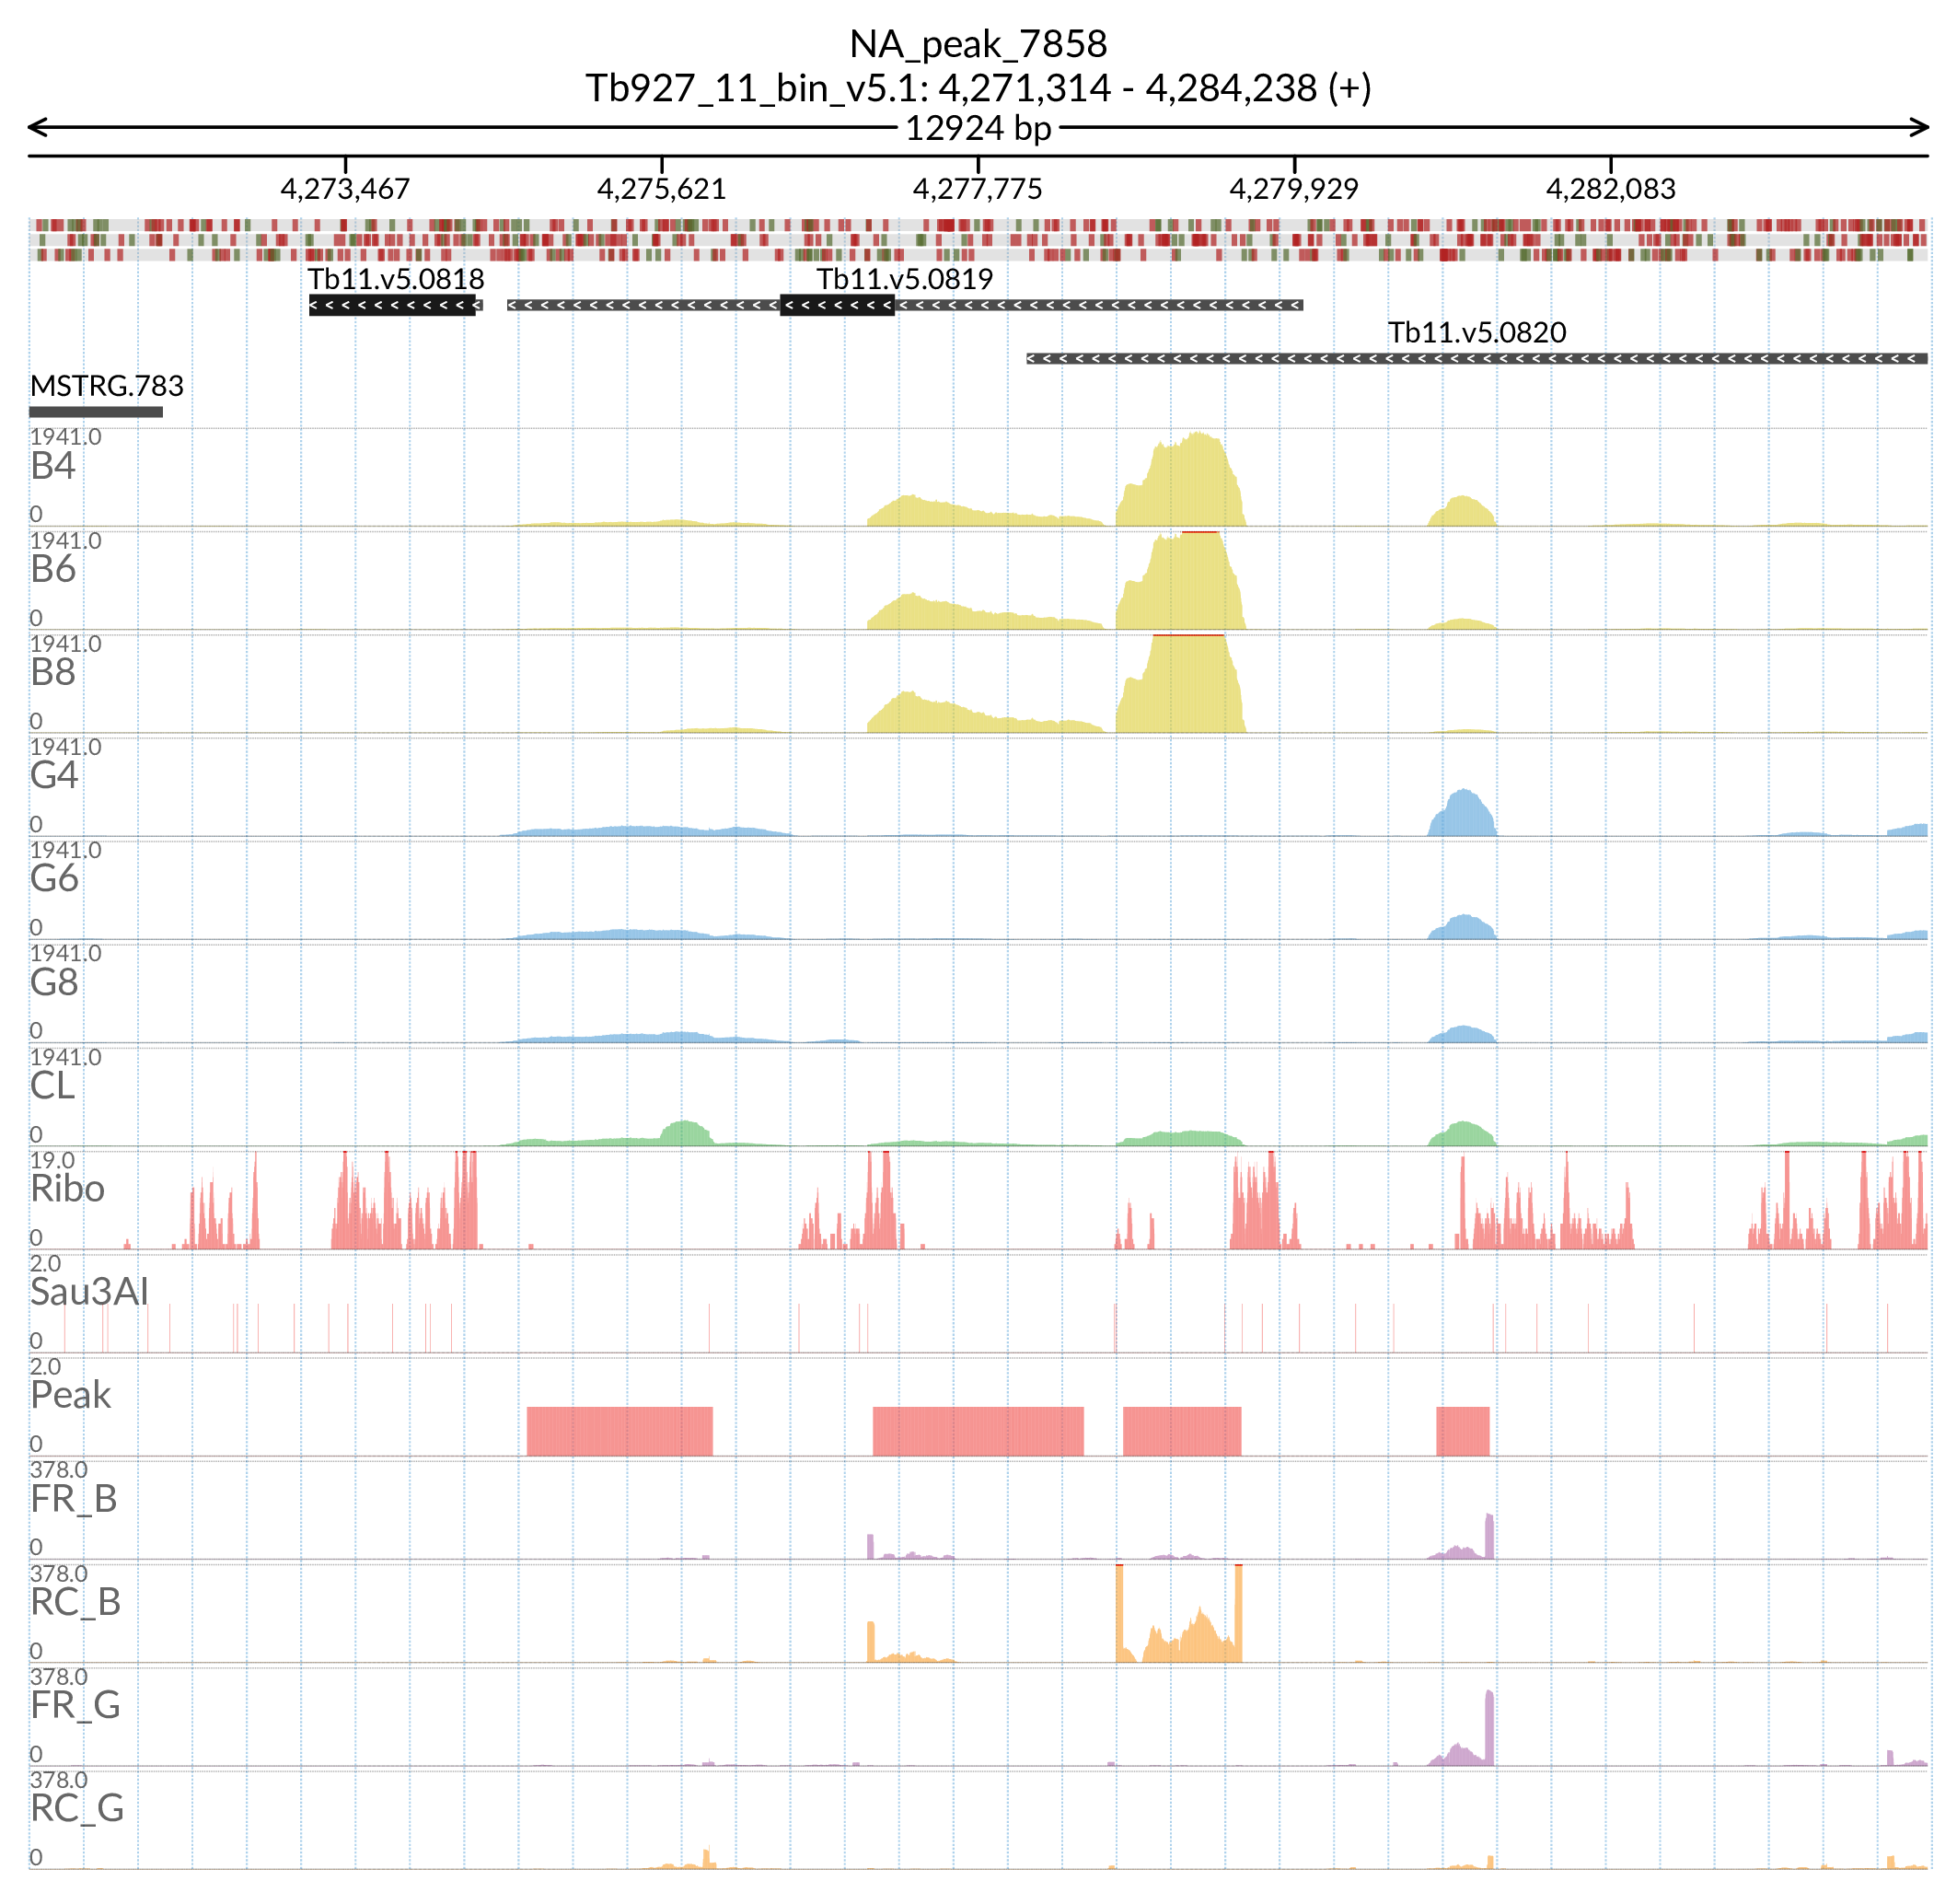 NA_peak_7858
Tb927_11_bin_v5.1: 4,271,314 - 4,284,238 (+)
12924 bp
4,273,467 4,275,621 4,277,775 4,279,929 4,282,083
Tb11.v5.0818 Tb11.v5.0819
Tb11.v5.0820
MSTRG.783
1941.0
B4
0
1941.0
B6
0
1941.0
B8
0
1941.0
G4
0
1941.0
G6
0
1941.0
G8
0
1941.0
CL
0
19.0
Ribo
0
2.0
Sau3AI
0
2.0
Peak
0
378.0
FR_B
0
378.0
RC_B
0
378.0
FR_G
0
378.0
RC_G
0